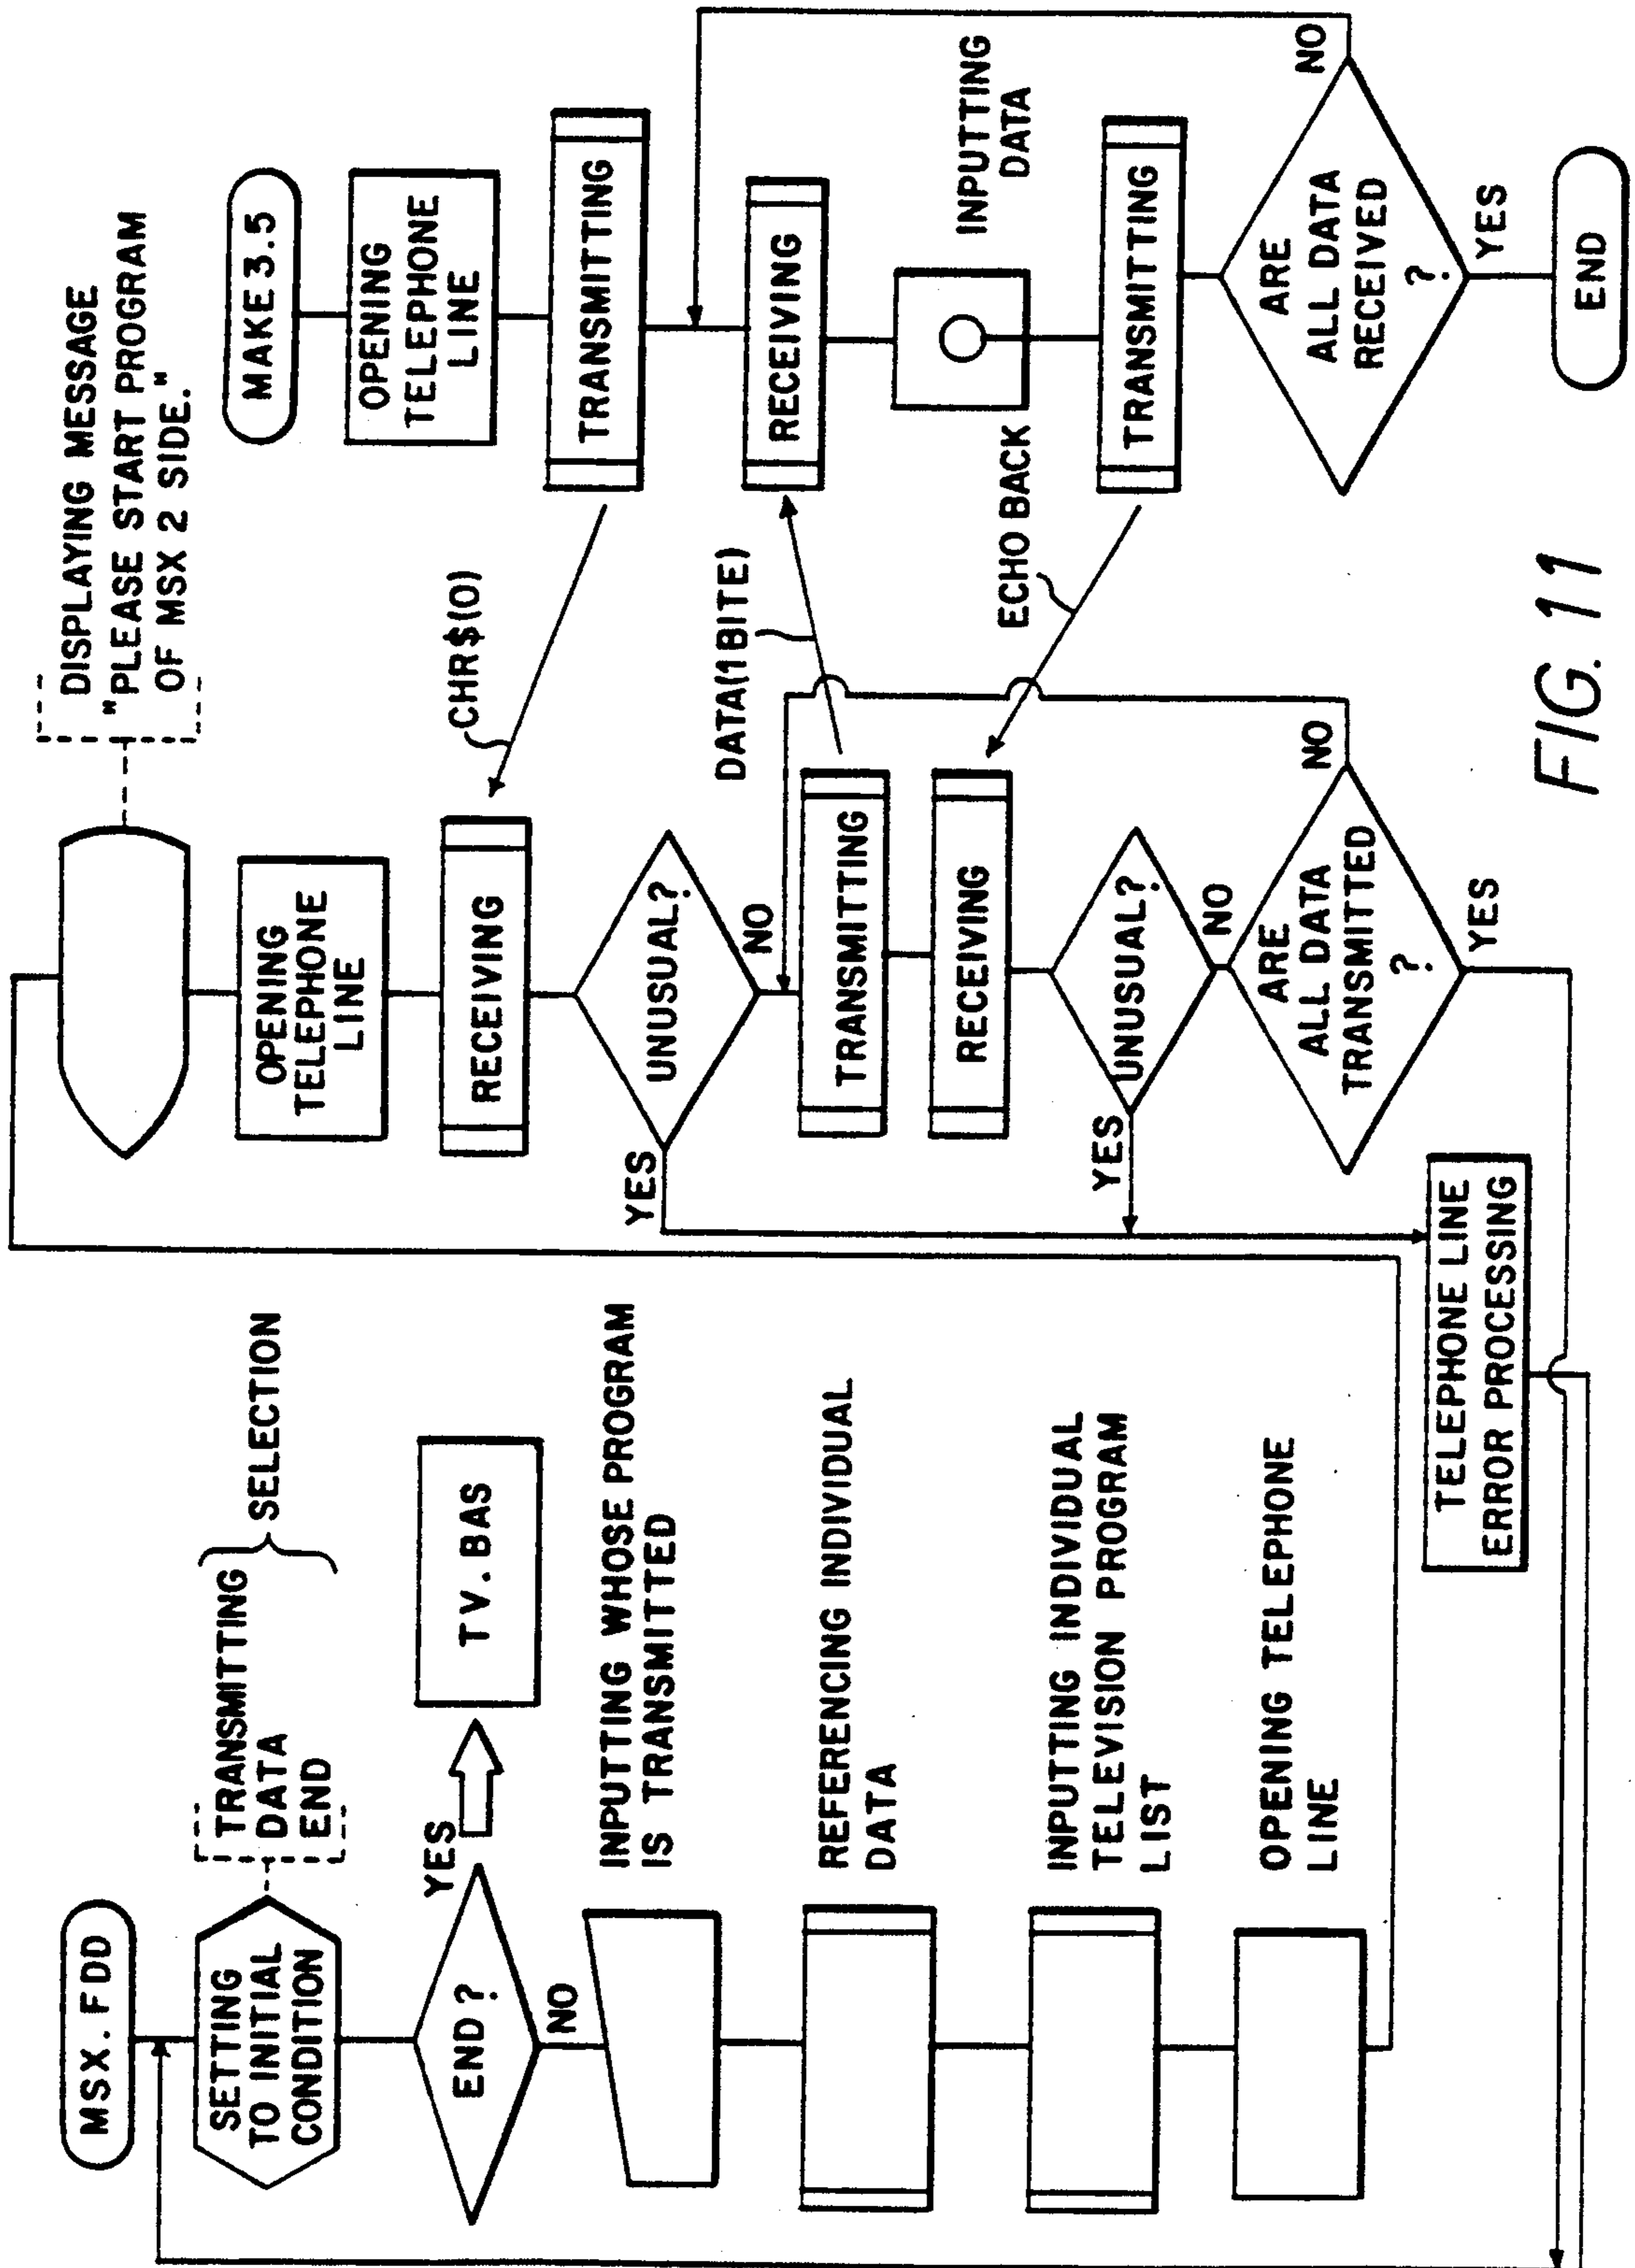 MSX. FDD
SETTING
TO INITIAL
CONDITION
TRANSMITTING
DATA
END
SELECTION
END?
YES
TV. BAS
NO
INPUTTING WHOSE PROGRAM
IS TRANSMITTED
REFERENCING INDIVIDUAL
DATA
INPUTTING INDIVIDUAL
TELEVISION PROGRAM
LIST
OPENING TELEPHONE
LINE
DISPLAYING MESSAGE
"PLEASE START PROGRAM
OF MSX 2 SIDE."
OPENING
TELEPHONE
LINE
RECEIVING
CHR$(0)
UNUSUAL?
YES
NO
TRANSMITTING
DATA(1BITE)
RECEIVING
ECHO BACK
UNUSUAL?
YES
NO
ARE
ALL DATA
TRANSMITTED
?
NO
YES
TELEPHONE LINE
ERROR PROCESSING
MAKE 3.5
OPENING
TELEPHONE
LINE
TRANSMITTING
RECEIVING
INPUTTING
DATA
TRANSMITTING
ARE
ALL DATA
RECEIVED
?
NO
YES
END
FIG. 11